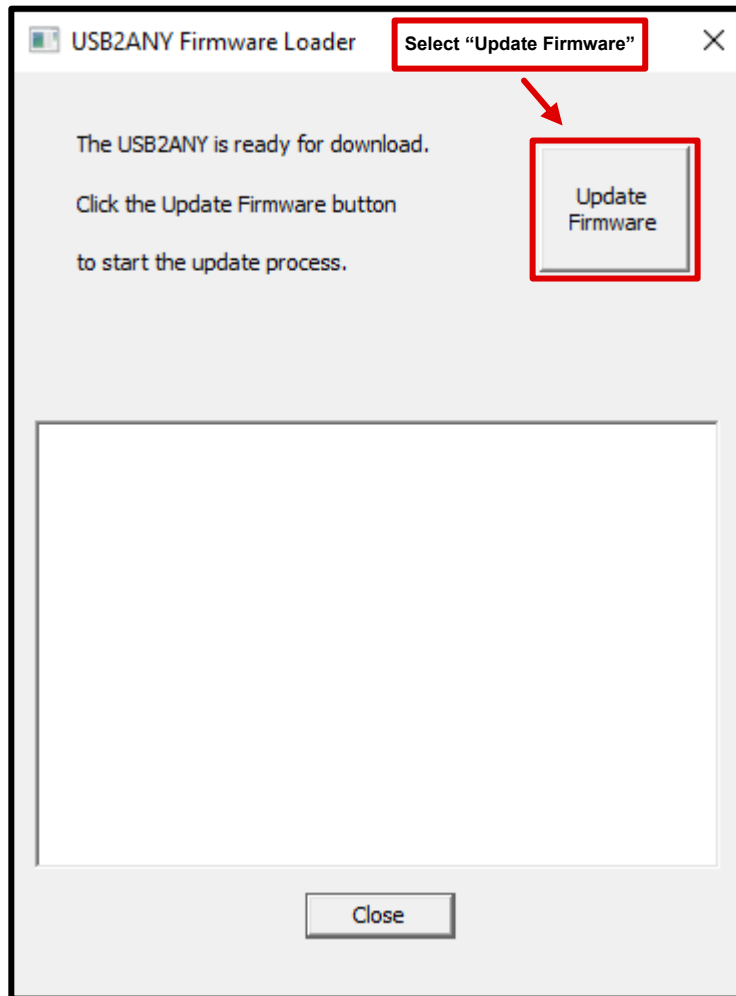 USB2ANY Firmware Loader
Select “Update Firmware”
The USB2ANY is ready for download.
Click the Update Firmware button
to start the update process.
Update
Firmware
Close